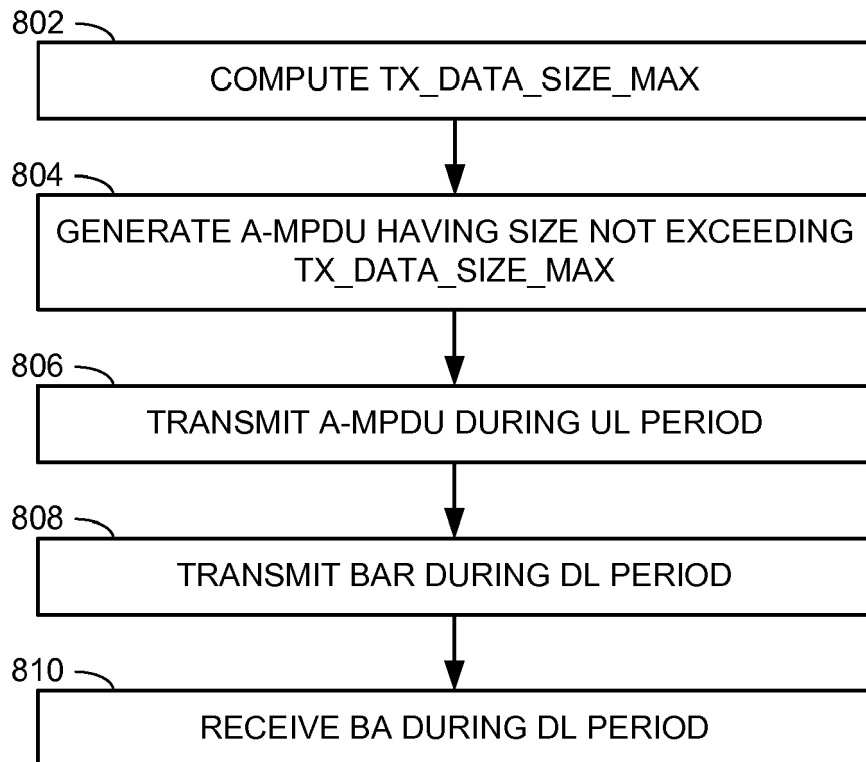 802
COMPUTE TX_DATA_SIZE_MAX
804
GENERATE A-MPDU HAVING SIZE NOT EXCEEDING
TX_DATA_SIZE_MAX
806
TRANSMIT A-MPDU DURING UL PERIOD
808
TRANSMIT BAR DURING DL PERIOD
810
RECEIVE BA DURING DL PERIOD